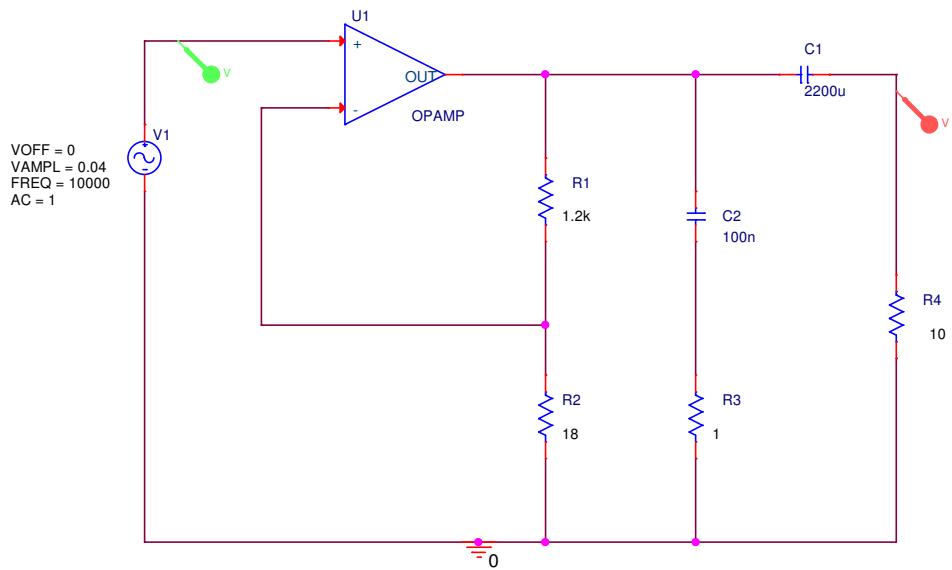 U1
+
OUT
-
OPAMP
V
V1
VOFF = 0
VAMPL = 0.04
FREQ = 10000
AC = 1
+
-
C1
2200u
V
R1
1.2k
C2
100n
R4
10
R2
18
R3
1
0